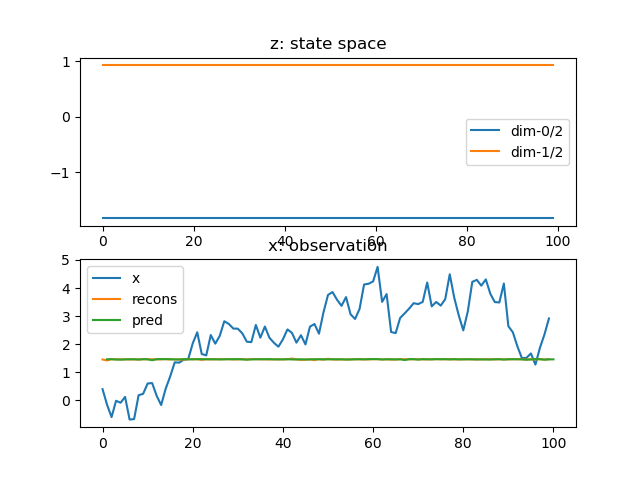 z: state space
1
0
−1
dim-0/2
dim-1/2
0 20 40 60 80 100
x: observation
5
4
3
2
1
0
x
recons
pred
0 20 40 60 80 100